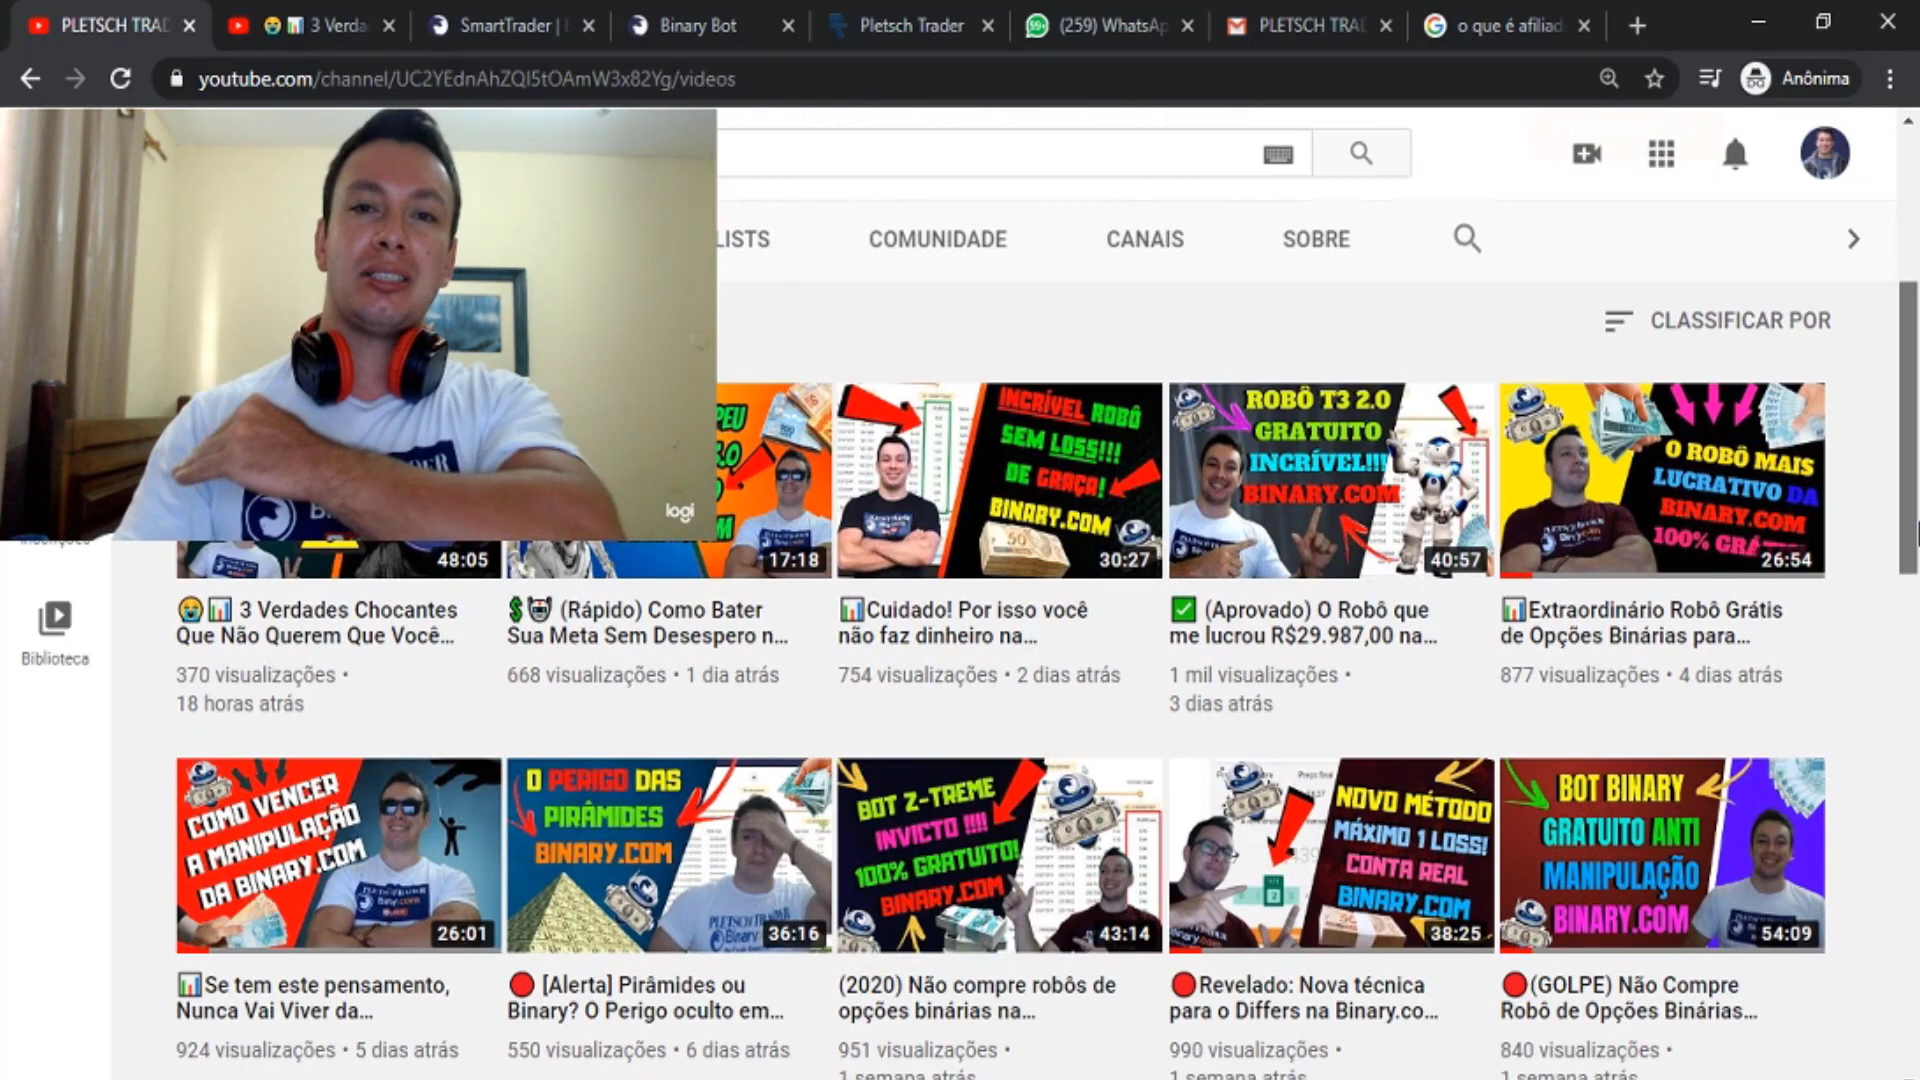 PLETSCH TRA
3 Verda
SmartTrader |
Binary Bot
Pletsch Trader
(259) WhatsAp
PLETSCH TRA
o que é afiliad
youtube.com/channel/UC2YEdnAhZQI5tOAmW3x82Yg/videos
Anônima
LISTS
COMUNIDADE
CANAIS
SOBRE
CLASSIFICAR POR
logi
Biblioteca
48:05
17:18
INCRÍVEL ROBÔ
SEM LOSS!!!
DE GRAÇA!
BINARY.COM
30:27
ROBÔ T3 2.0
GRATUITO
INCRÍVEL!!!
BINARY.COM
40:57
O ROBÔ MAIS
LUCRATIVO DA
BINARY.COM
100% GRÁ
26:54
3 Verdades Chocantes
Que Não Querem Que Você...
370 visualizações •
18 horas atrás
(Rápido) Como Bater
Sua Meta Sem Desespero n...
668 visualizações • 1 dia atrás
Cuidado! Por isso você
não faz dinheiro na...
754 visualizações • 2 dias atrás
(Aprovado) O Robô que
me lucrou R$29.987,00 na...
1 mil visualizações •
3 dias atrás
Extraordinário Robô Grátis
de Opções Binárias para...
877 visualizações • 4 dias atrás
COMO VENCER
A MANIPULAÇÃO
DA BINARY.COM
26:01
O PERIGO DAS
PIRÂMIDES
BINARY.COM
36:16
BOT Z-TREME
INVICTO !!!!
100% GRATUITO!
BINARY.COM
43:14
NOVO MÉTODO
MÁXIMO 1 LOSS!
CONTA REAL
BINARY.COM
38:25
BOT BINARY
GRATUITO ANTI
MANIPULAÇÃO
BINARY.COM
54:09
Se tem este pensamento,
Nunca Vai Viver da...
924 visualizações • 5 dias atrás
[Alerta] Pirâmides ou
Binary? O Perigo oculto em...
550 visualizações • 6 dias atrás
(2020) Não compre robôs de
opções binárias na...
951 visualizações •
1 semana atrás
Revelado: Nova técnica
para o Differs na Binary.co...
990 visualizações •
1 semana atrás
(GOLPE) Não Compre
Robô de Opções Binárias...
840 visualizações •
1 semana atrás